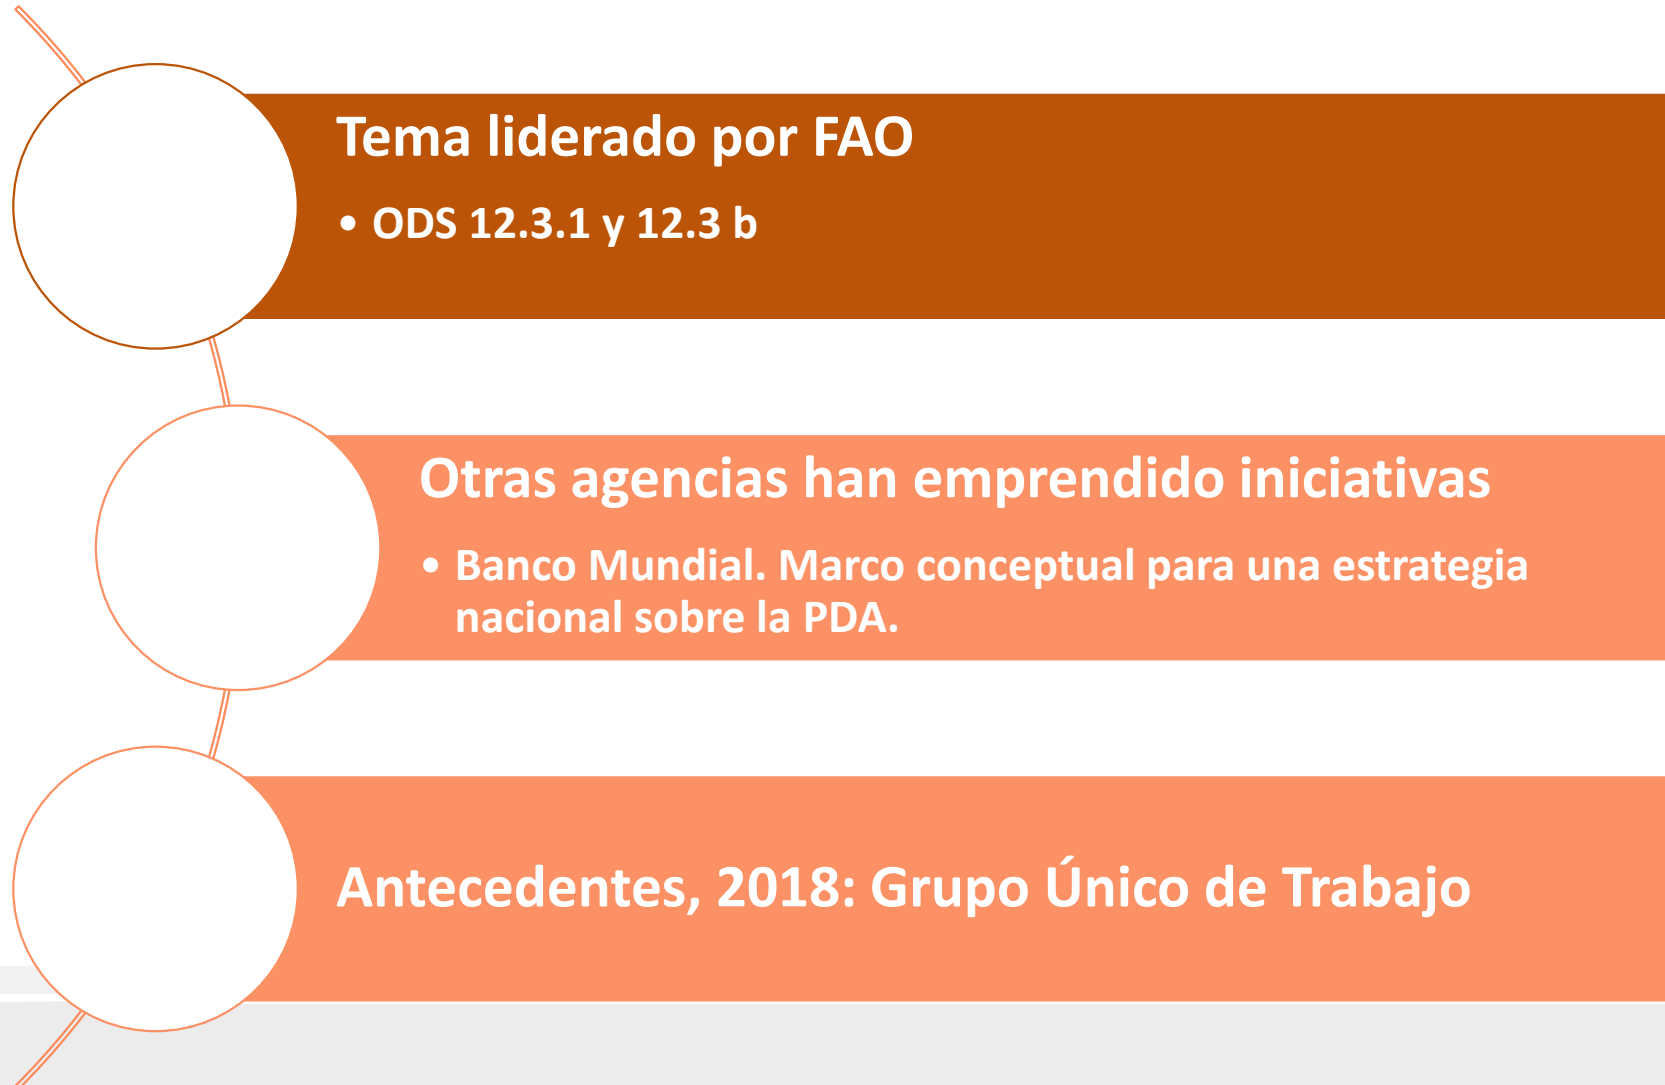 Tema liderado por FAO
• ODS 12.3.1 y 12.3 b
Otras agencias han emprendido iniciativas
• Banco Mundial. Marco conceptual para una estrategia
nacional sobre la PDA.
Antecedentes, 2018: Grupo Único de Trabajo